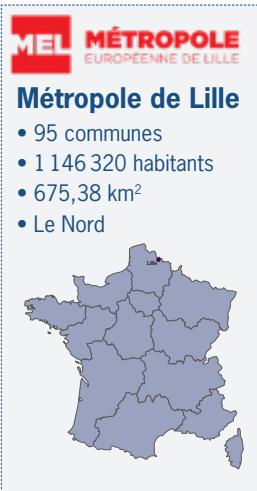 MEL MÉTROPOLE
EUROPÉENNE DE LILLE
Métropole de Lille
• 95 communes
• 1 146 320 habitants
• 675,38 km²
• Le Nord
Lille